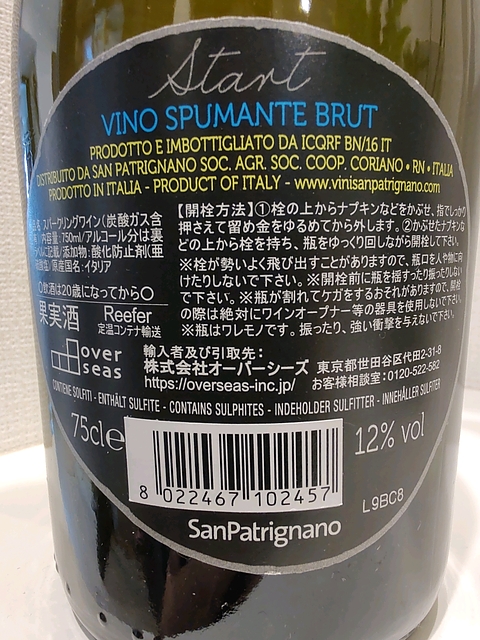 Start
VINO SPUMANTE BRUT
PRODOTTO E IMBOTTIGLIATO DA ICQRF BN/16 IT
DISTRIBUITO DA SAN PATRIGNANO SOC. AGR. SOC. COOP. CORIANO • RN • ITALIA
PRODOTTO IN ITALIA - PRODUCT OF ITALY - www.vinisanpatrignano.com
スパークリングワイン(炭酸ガス含
内容量:750ml/アルコール分は裏
ラベルに記載/添加物:酸化防止剤(亜
/原産国名:イタリア
〇飲酒は20歳になってから〇
果実酒
Reefer
定温コンテナ輸送
【開栓方法】①栓の上からナプキンなどをかぶせ、指でしっかり
押さえて留め金をゆるめてから外します。②かぶせたナプキンな
どの上から栓を持ち、瓶をゆっくり回しながら開栓して下さい。
※栓が勢いよく飛び出すことがありますので、瓶口を人や物に向
けたりしないで下さい。※開栓前に瓶を揺すったり振ったりしない
で下さい。※瓶が割れてケガをするおそれがありますので、開栓
の際は絶対にワインオープナー等の器具を使用しないで下さい。
※瓶はワレモノです。振ったり、強い衝撃を与えないで下さい。
over
seas
輸入者及び引取先:
株式会社オーバーシーズ 東京都世田谷区代田2-31-8
https://overseas-inc.jp/ お客様相談室:0120-522-582
CONTIENE SOLFITI - ENTHÄLT SULFITE - CONTAINS SULPHITES - INDEHOLDER SULFITTER - INNEHÅLLER SULFITER
75cl e
12% vol
8 022467 102457
L9BC8
SanPatrignano